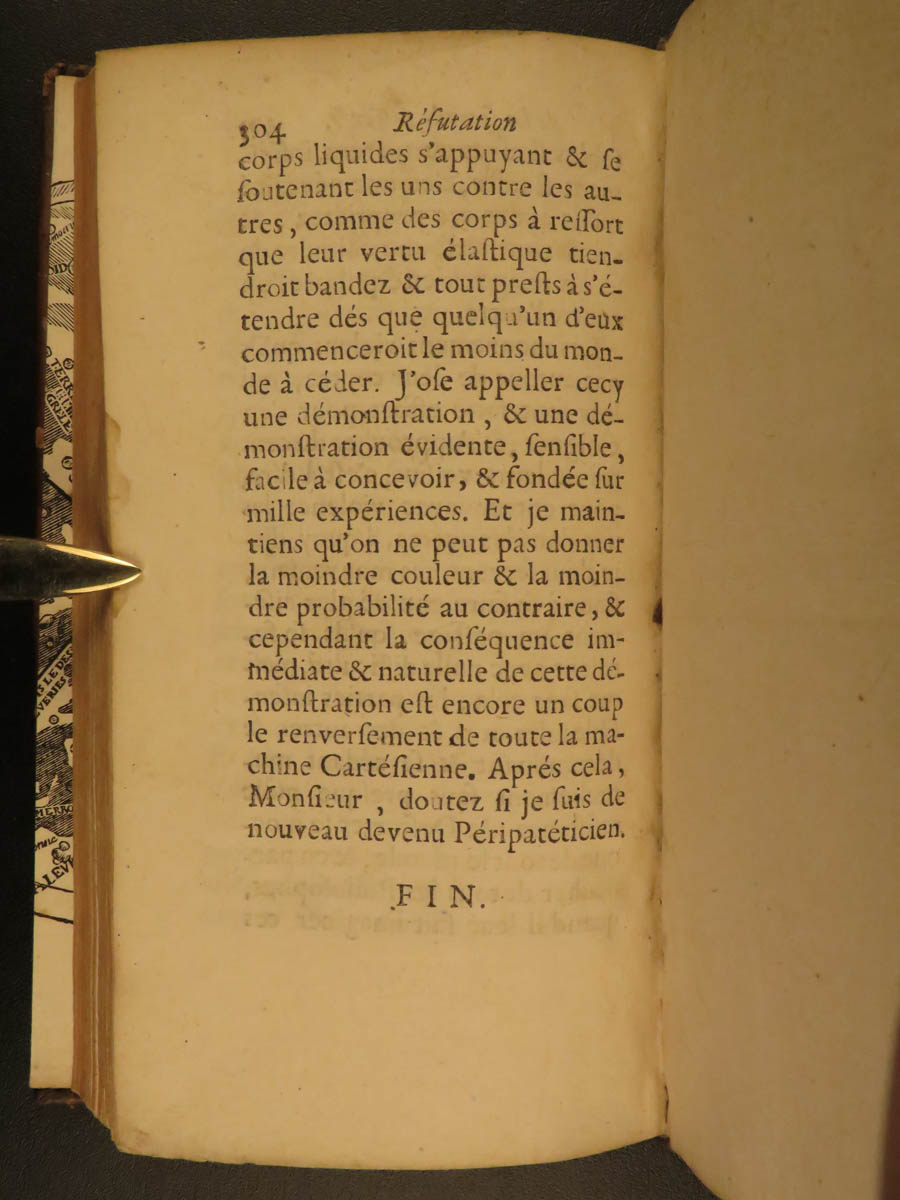 304 Réfutation
corps liquides s'appuyant & ſe
ſoutenant les uns contre les au-
tres, comme des corps à reſſort
que leur vertu élaſtique tien-
droit bandez & tout preſts à s'é-
tendre dés que quelqu'un d'eux
commenceroit le moins du mon-
de à céder. J'oſe appeller cecy
une démonſtration, & une dé-
monſtration évidente, ſenſible,
facile à concevoir, & fondée ſur
mille expériences. Et je main-
tiens qu'on ne peut pas donner
la moindre couleur & la moin-
dre probabilité au contraire, &
cependant la conſéquence im-
médiate & naturelle de cette dé-
monſtration eſt encore un coup
le renverſement de toute la ma-
chine Cartéſienne. Aprés cela,
Monſieur, doutez ſi je ſuis de
nouveau devenu Péripatéticien.
FIN.